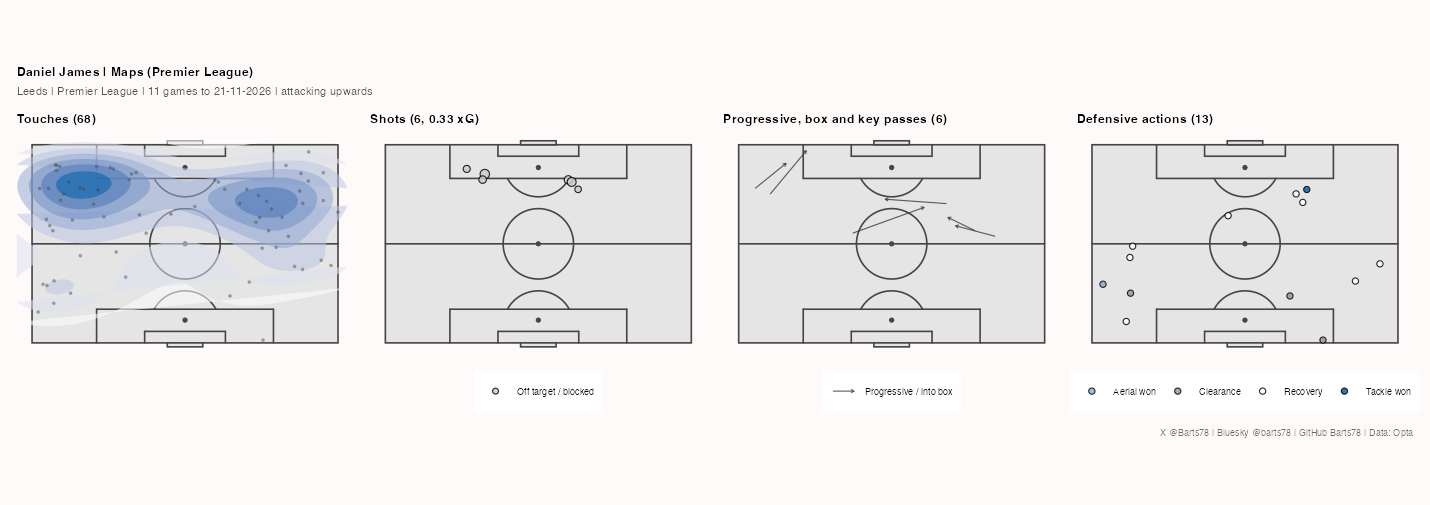 Daniel James | Maps (Premier League)
Leeds | Premier League | 11 games to 21-11-2026 | attacking upwards
Touches (68)
Shots (6, 0.33 xG)
Progressive, box and key passes (6)
Defensive actions (13)
Off target / blocked
Progressive / into box
Aerial won
Clearance
Recovery
Tackle won
X @Barts78 | Bluesky @barts78 | GitHub Barts78 | Data: Opta